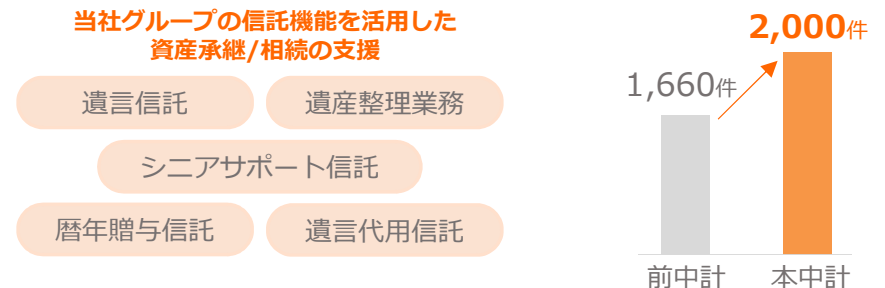 当社グループの信託機能を活用した
資産承継/相続の支援
遺言信託
遺産整理業務
シニアサポート信託
暦年贈与信託
遺言代用信託
2,000件
1,660件
前中計
本中計